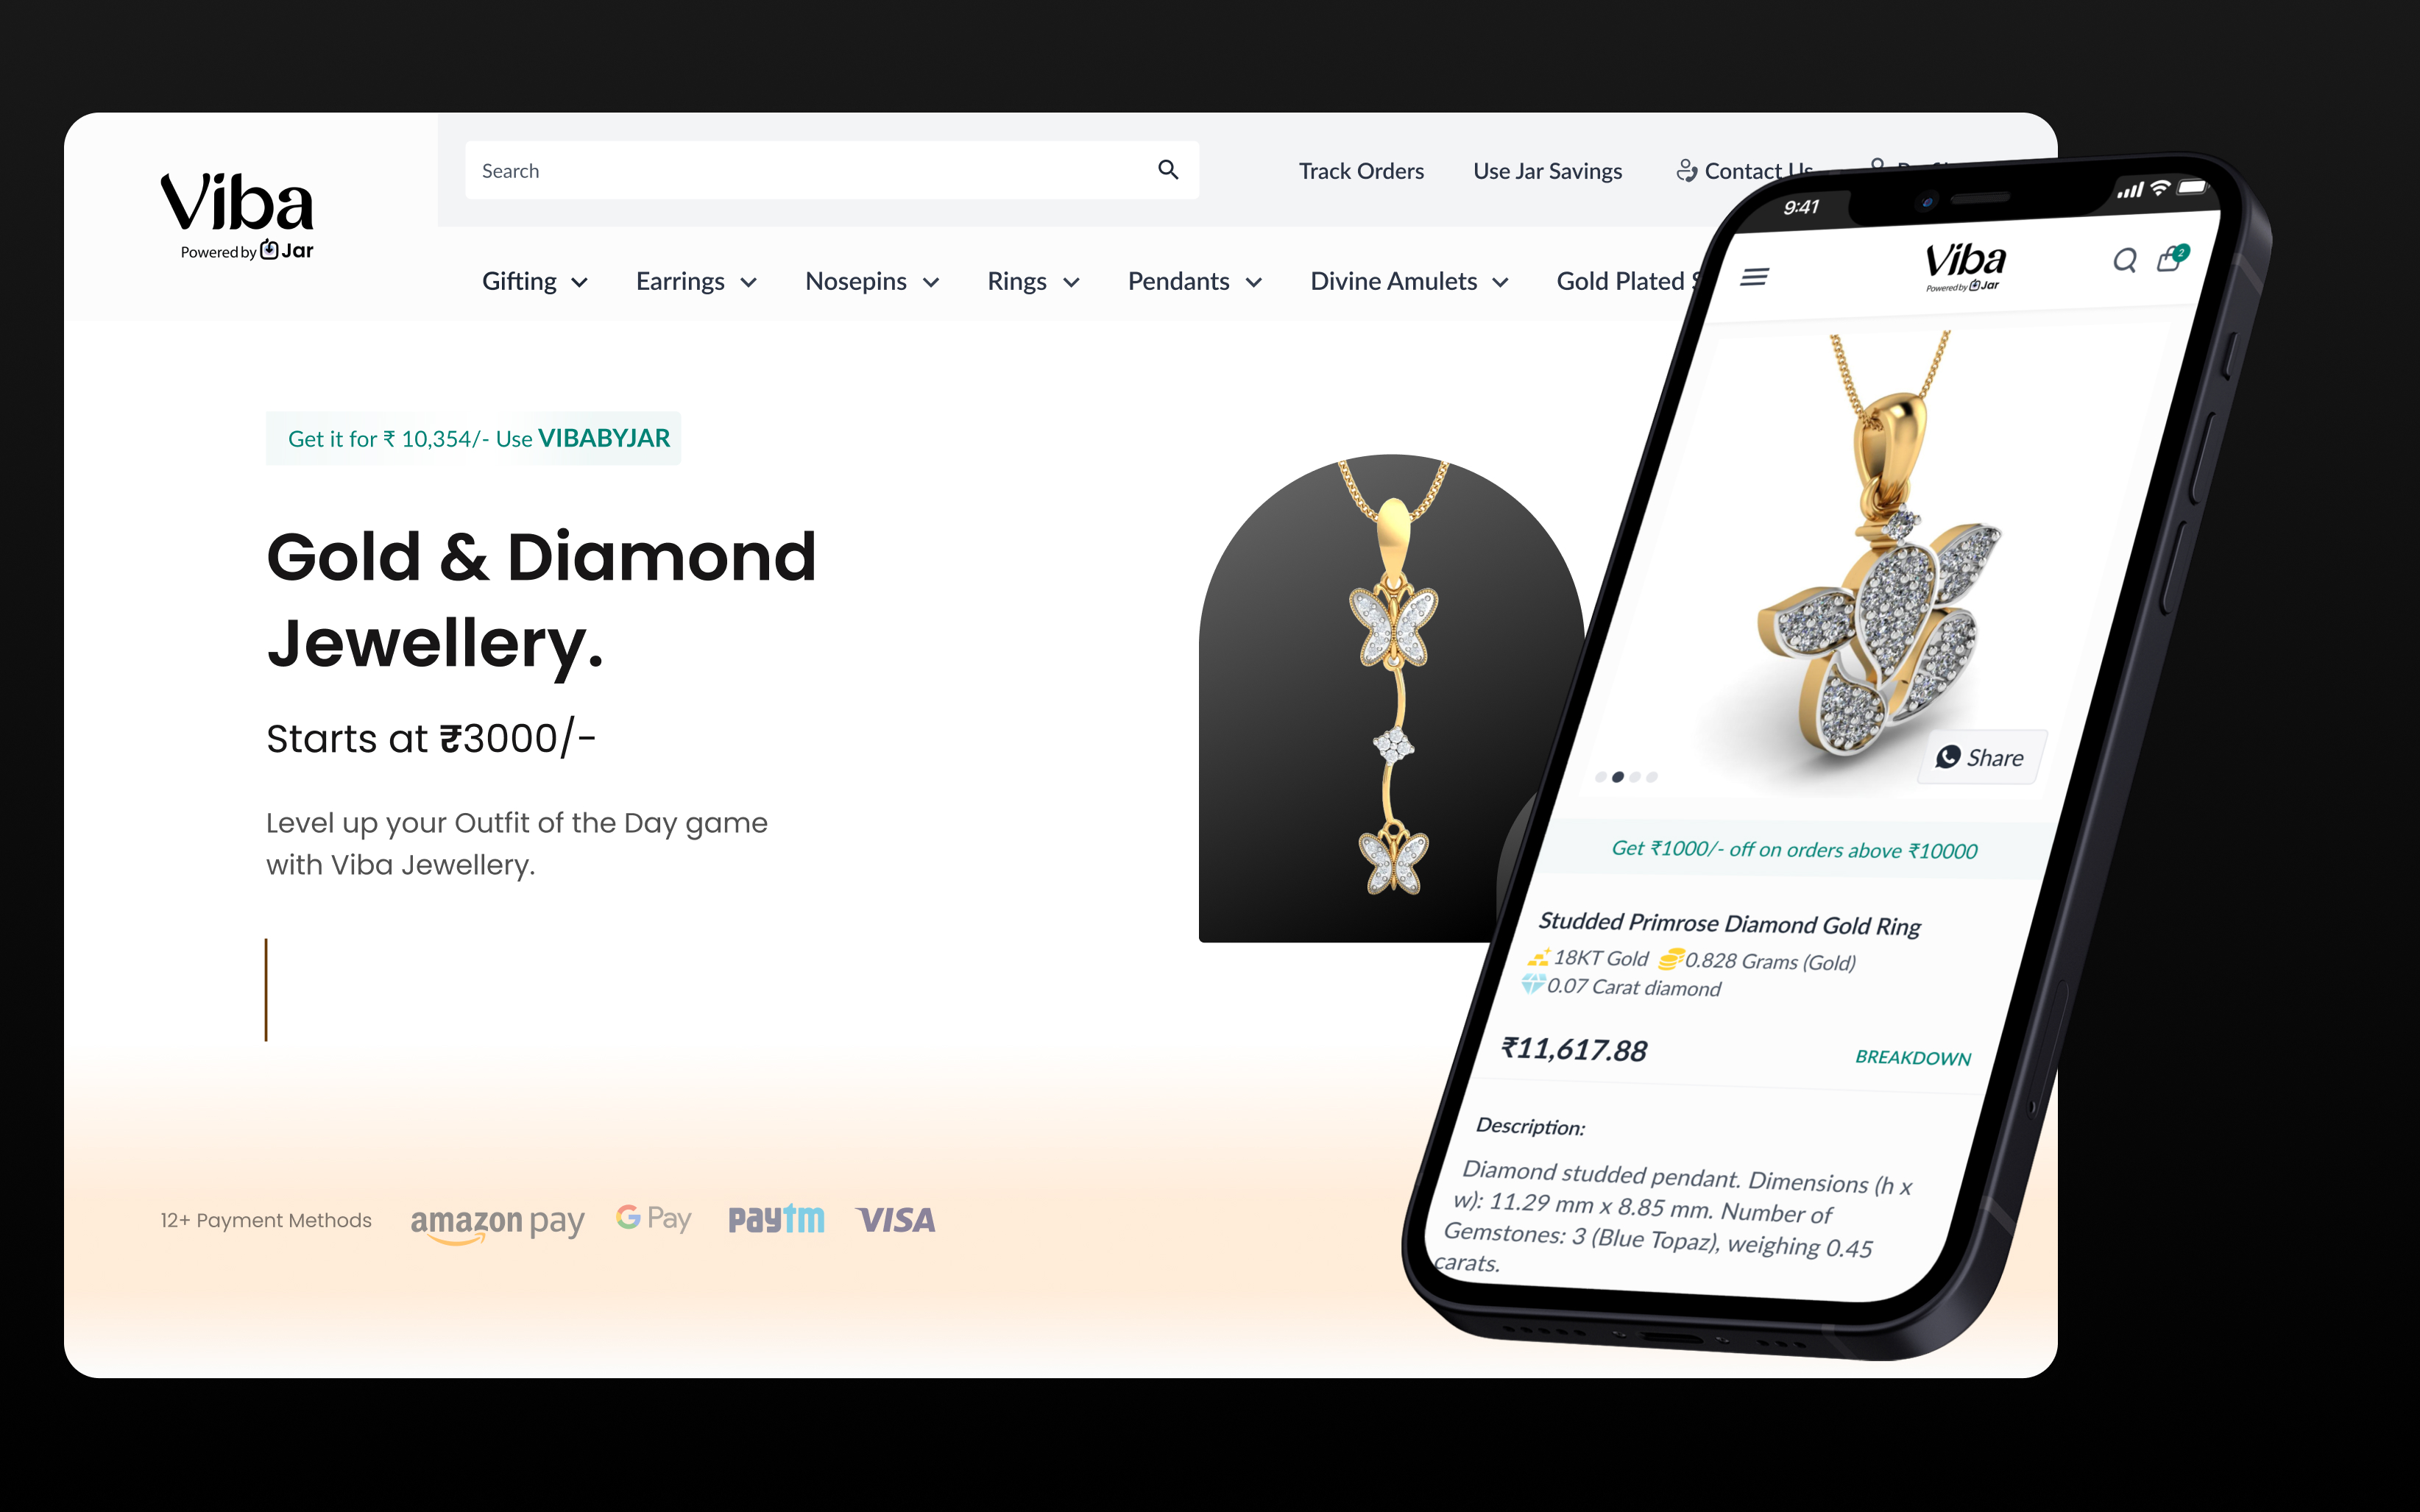 Viba
Powered by Jar
Search
Track Orders
Use Jar Savings
Contact Us
Gifting
Earrings
Nosepins
Rings
Pendants
Divine Amulets
Gold Plated
Get it for ₹ 10,354/- Use VIBABYJAR
Gold & Diamond
Jewellery.
Starts at ₹3000/-
Level up your Outfit of the Day game
with Viba Jewellery.
12+ Payment Methods
amazon pay
G Pay
paytm
VISA
9:41
Viba
Powered by Jar
2
Share
Get ₹1000/- off on orders above ₹10000
Studded Primrose Diamond Gold Ring
18KT Gold 0.828 Grams (Gold)
0.07 Carat diamond
₹11,617.88
BREAKDOWN
Description:
Diamond studded pendant. Dimensions (h x
w): 11.29 mm x 8.85 mm. Number of
Gemstones: 3 (Blue Topaz), weighing 0.45
carats.